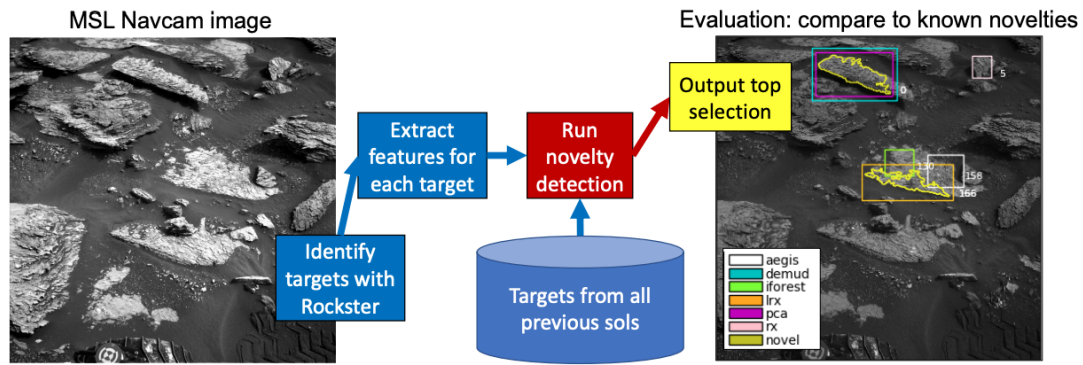 MSL Navcam image
Evaluation: compare to known novelties
Identify
targets with
Rockster
Extract
features for
each target
Run
novelty
detection
Targets from all
previous sols
Output top
selection
0
5
130
156
166
aegis
demud
iforest
lrx
pca
rx
novel